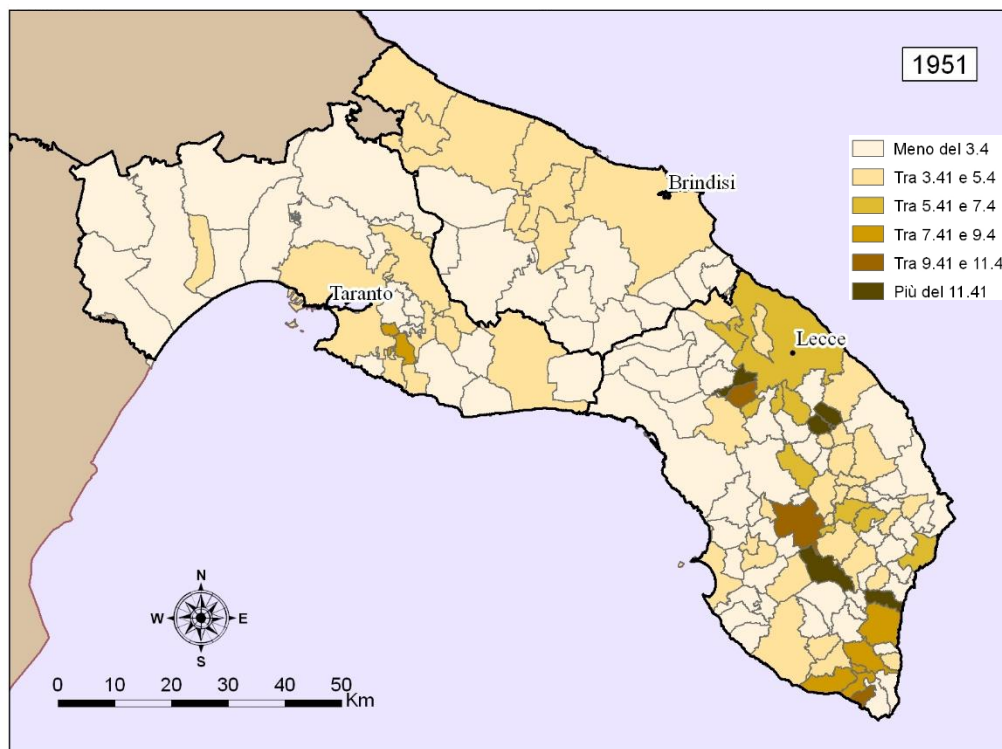 1951
Meno del 3.4
Tra 3.41 e 5.4
Tra 5.41 e 7.4
Tra 7.41 e 9.4
Tra 9.41 e 11.4
Più del 11.41
Brindisi
Taranto
Lecce
N
W E
S
0 10 20 30 40 50
Km